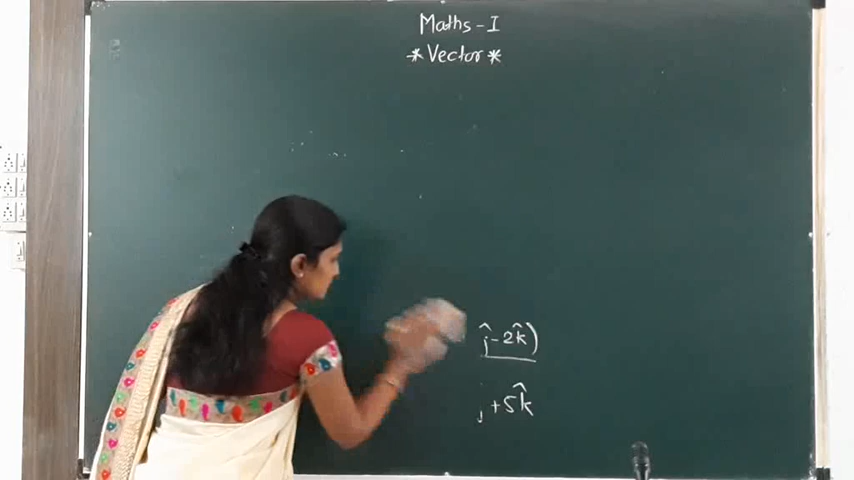 Maths - I
* Vector *
ĵ - 2k̂)
j + 5k̂